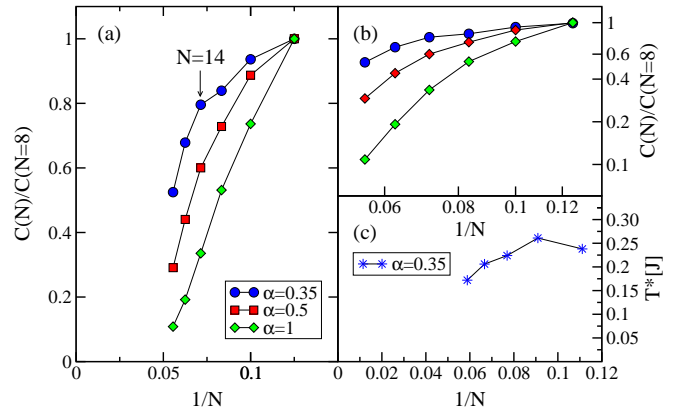 (a)
N=14
C(N)/C(N=8)
1
0.8
0.6
0.4
0.2
0
α=0.35
α=0.5
α=1
0 0.05 0.1 0.1
1/N
(b)
1
0.6
0.4
0.2
0.1
C(N)/C(N=8)
0.06 0.08 0.1 0.12
1/N
(c)
α=0.35
0.30
0.25
0.20
0.15
0.05
T*[J]
0 0.02 0.04 0.06 0.08 0.1 0.12
1/N